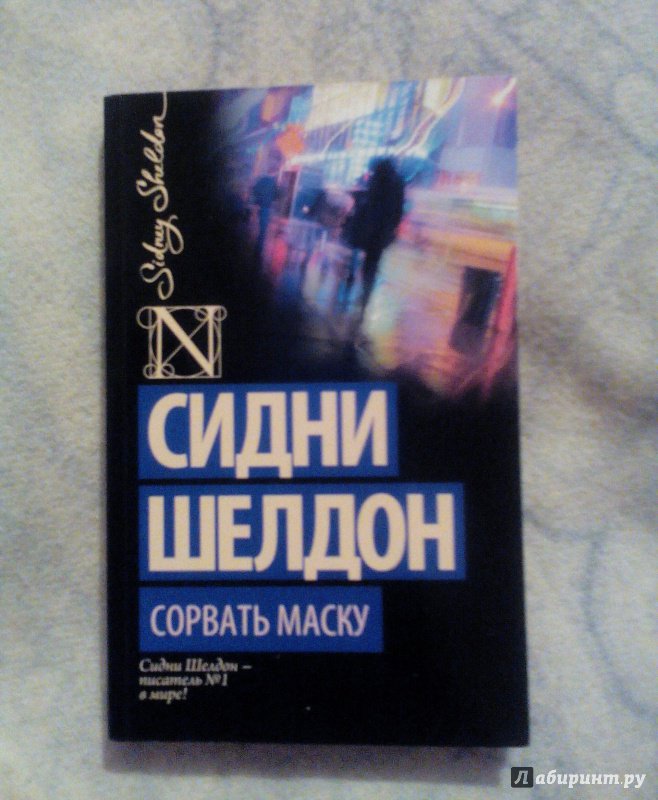 Sidney Sheldon
N
СИДНИ
ШЕЛДОН
СОРВАТЬ МАСКУ
Сидни Шелдон –
писатель №1
в мире!
Лабиринт.ру